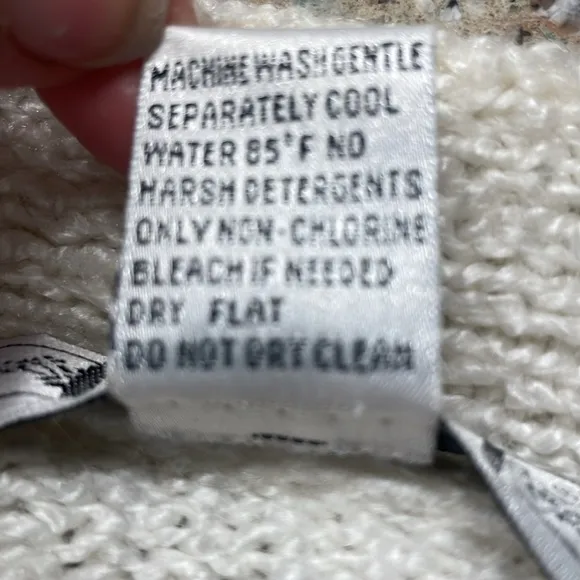 MACHINE WASH GENTLE
SEPARATELY COOL
WATER 85°F NO
HARSH DETERGENTS
ONLY NON-CHLORINE
BLEACH IF NEEDED
DRY FLAT
DO NOT DRY CLEAN